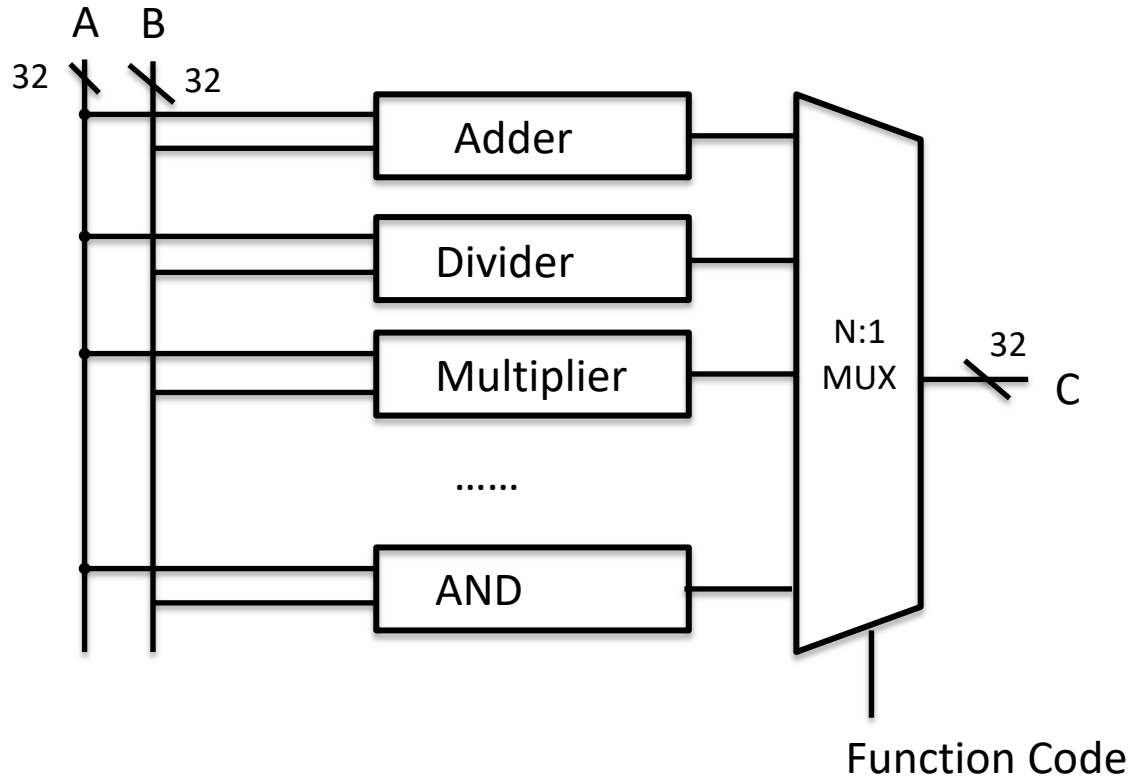 A B
32 32
Adder
Divider
Multiplier
N:1
MUX
32
C
……
AND
Function Code